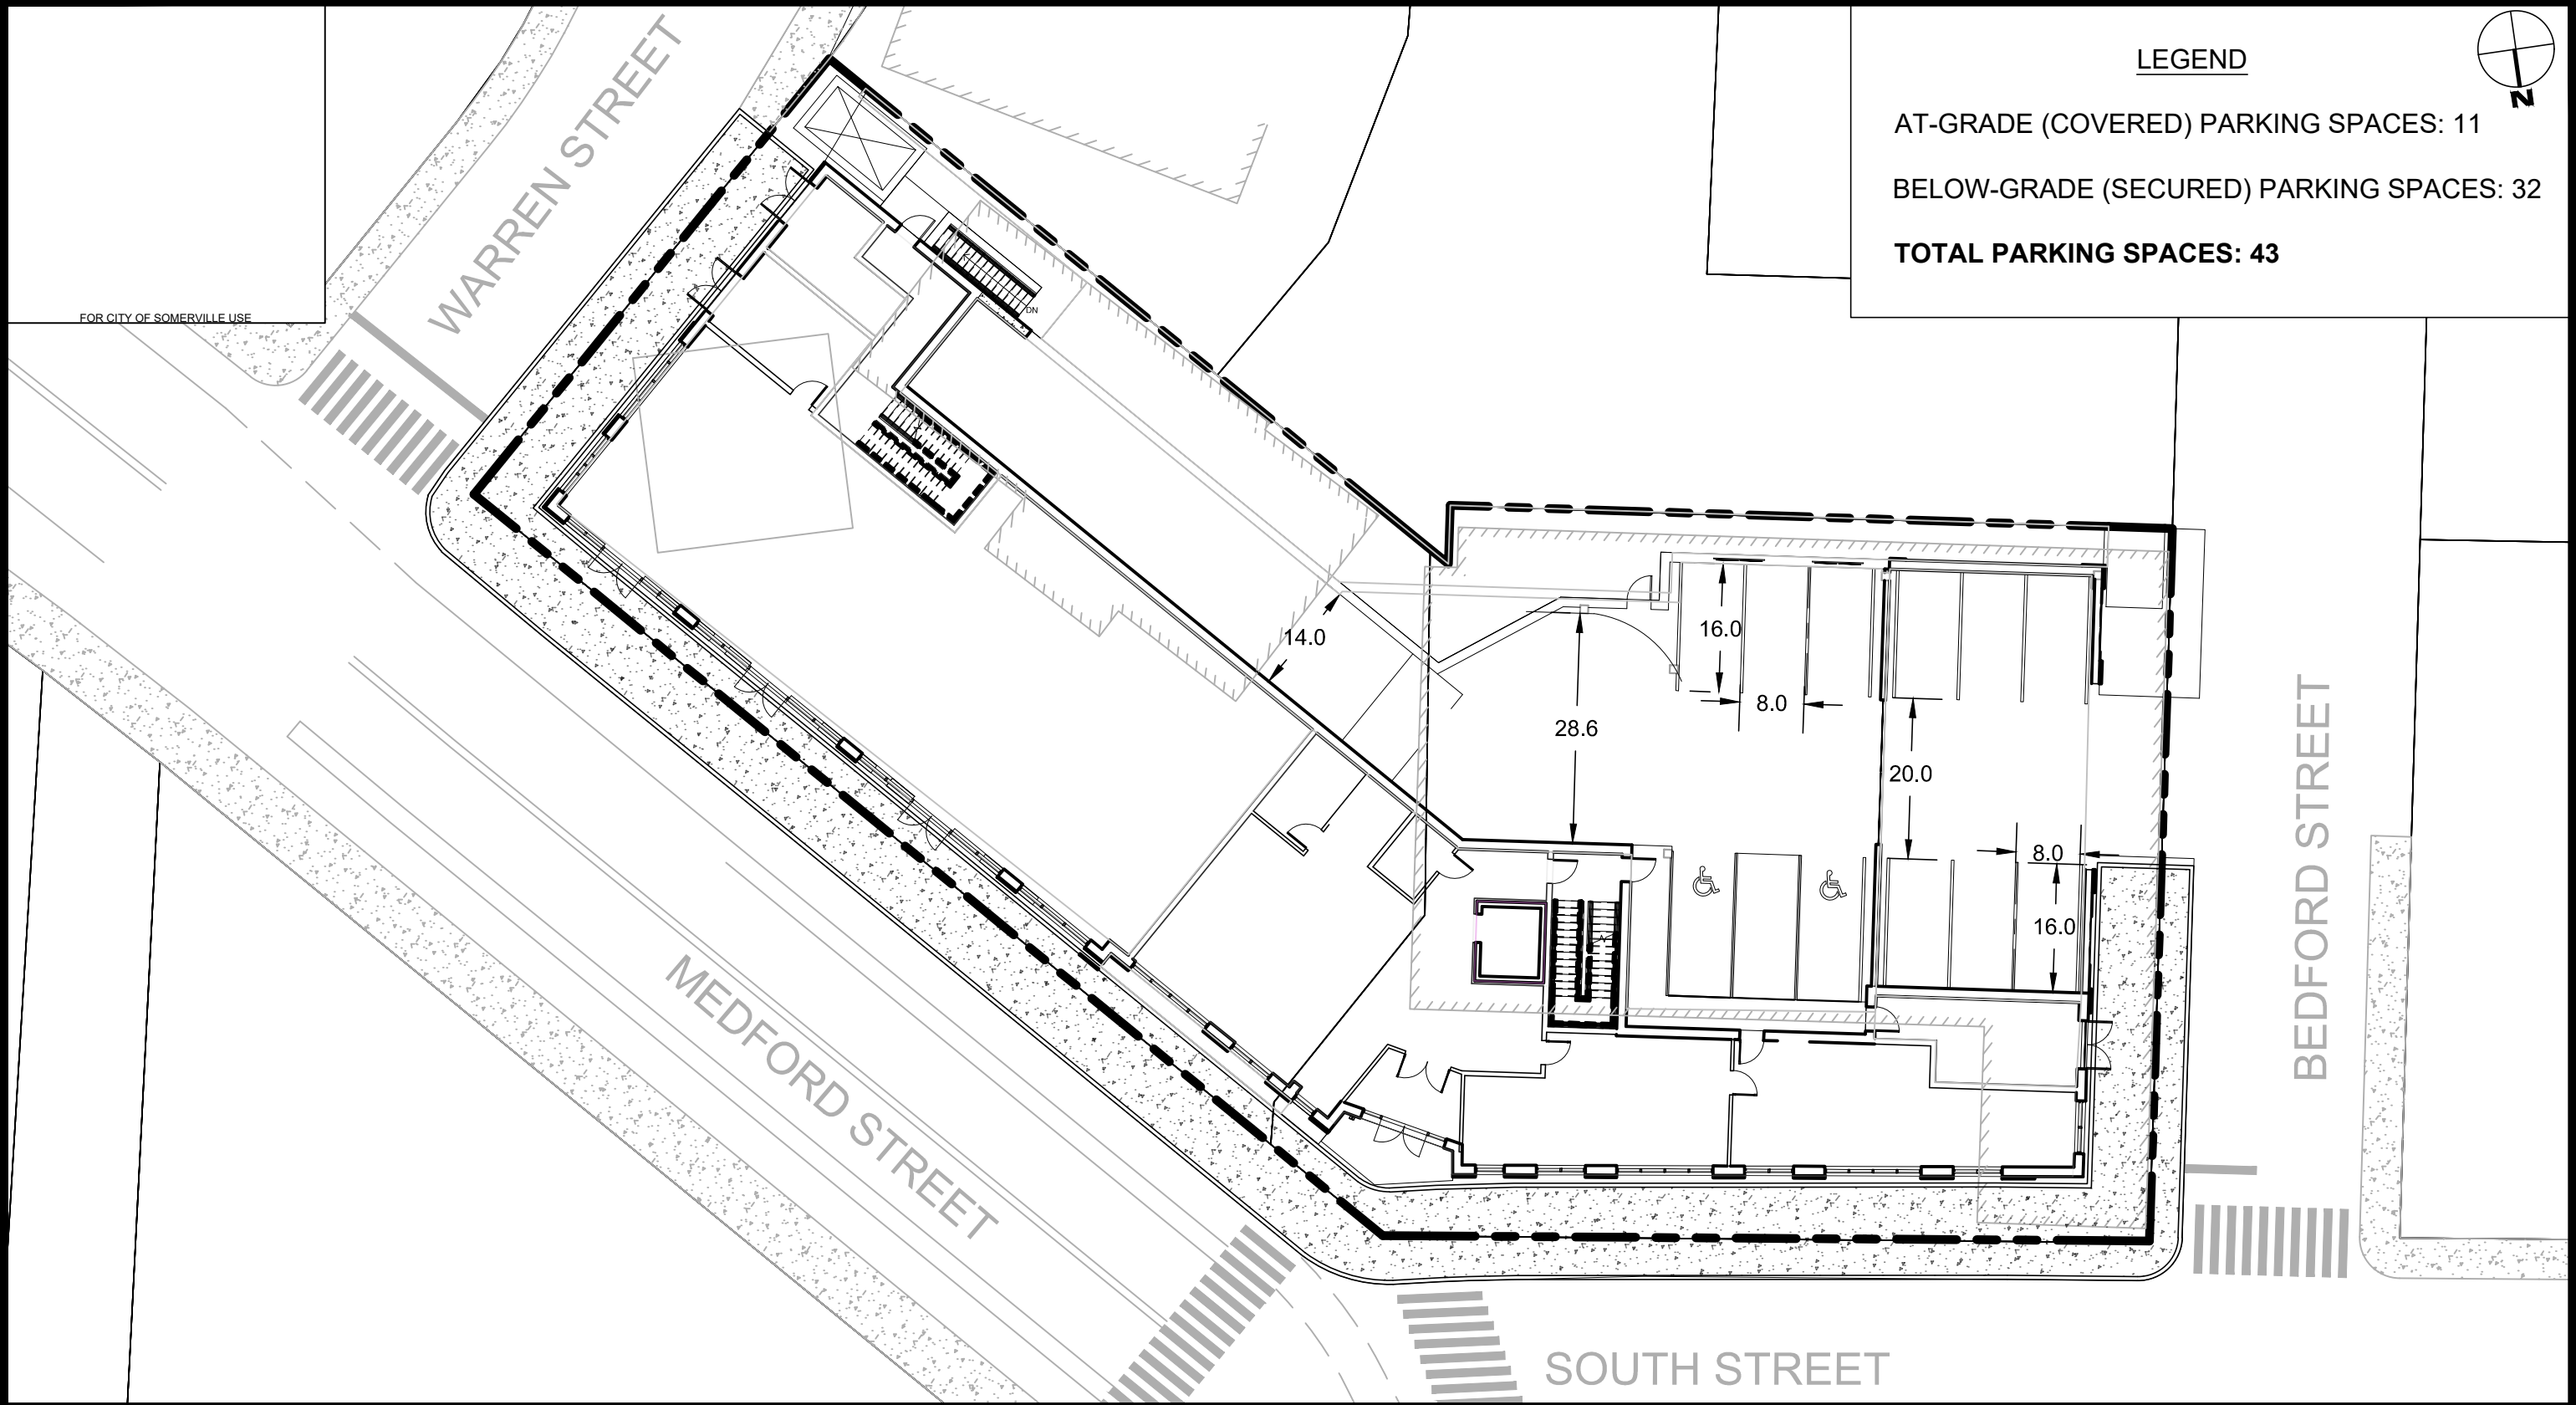 LEGEND
N
AT-GRADE (COVERED) PARKING SPACES: 11
BELOW-GRADE (SECURED) PARKING SPACES: 32
TOTAL PARKING SPACES: 43
FOR CITY OF SOMERVILLE USE
WARREN STREET
DN
14.0
16.0
8.0
28.6
20.0
8.0
16.0
BEDFORD STREET
MEDFORD STREET
SOUTH STREET